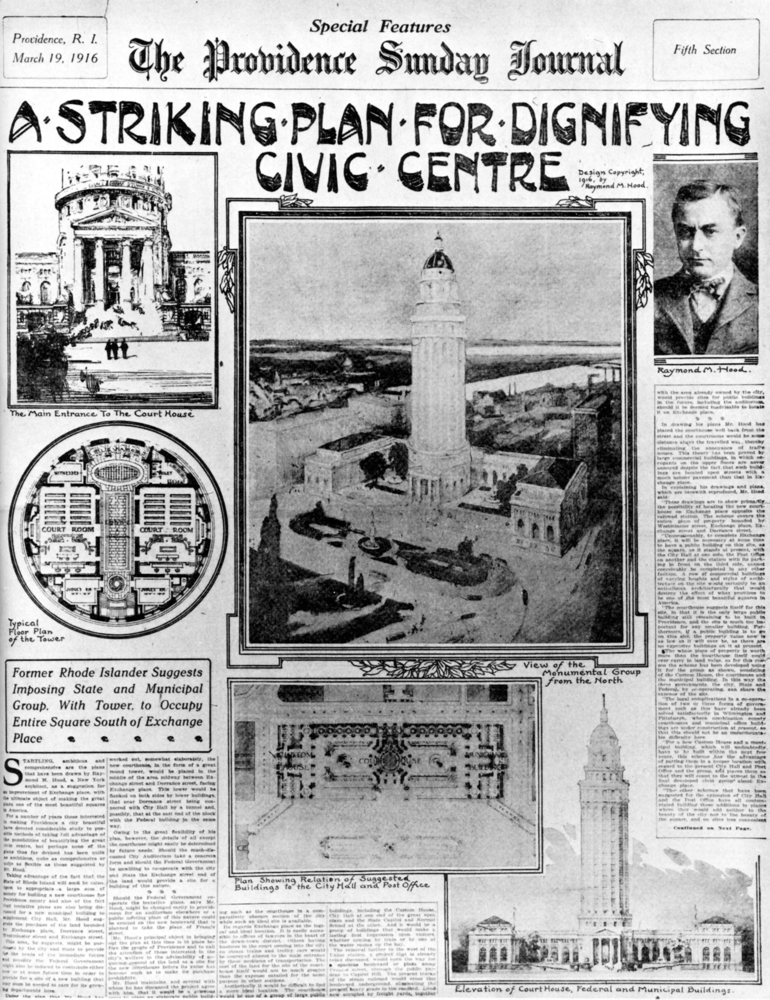 Special Features
Providence, R. I.
March 19, 1916
The Providence Sunday Journal
Fifth Section
A·STRIKING·PLAN·FOR·DIGNIFYING
CIVIC·CENTRE
Design Copyright,
1916, by
Raymond M. Hood.
The Main Entrance To The Court House
Raymond M. Hood.
WITNESSES
TOILET
COURT ROOM
COURT ROOM
JUDGE'S RM.
JUDGE'S RM.
Typical
Floor Plan
of the Tower
View of the
Monumental Group
from the North
Former Rhode Islander Suggests
Imposing State and Municipal
Group, With Tower, to Occupy
Entire Square South of Exchange
Place
CUSTOM
HOUSE
COURT HOUSE
MUNICIPAL
BUILDING
Plan Showing Relation of Suggested
Buildings to the City Hall and Post Office
Elevation of Court House, Federal and Municipal Buildings.
STARTLING, ambitious and
comprehensive are the plans
that have been drawn by Ray-
mond M. Hood, a New York
architect, as a suggestion for
an improvement of Exchange place, with
the ultimate object of making the great
plaza one of the most beautiful squares
in America.
For a number of years those interested
in making Providence a city beautiful
have devoted considerable study to pos-
sible methods of taking full advantage of
the possibilities of beautifying the great
civic centre, but perhaps none of the
plans thus far devised has been quite
as ambitious, quite as comprehensive or
quite as flexible as those suggested by
Mr. Hood.
Taking advantage of the fact that the
State of Rhode Island will soon be called
upon to appropriate a large sum of
money for building a new courthouse for
Providence county and also of the fact
that tentative plans are also being dis-
cussed for a new municipal building to
supplement City Hall, Mr. Hood sug-
gests the purchase of the land bounded
by Exchange place, Dorrance street,
Westminster street and Exchange street.
This area, he suggests, might be pur-
chased by the city and State to provide
for the needs of the immediate future
and possibly the Federal Government
might also be induced to contribute either
now or at some future time in order to
provide for a site of a new building that
may soon be needed to care for its grow-
ing departments here.
Under the plan that Mr. Hood has
worked out, somewhat elaborately, the
new courthouse, in the form of a great
round tower, would be placed in the
middle of the area midway between Ex-
change street and Dorrance street, facing
Exchange place. This tower would be
flanked on both sides by lower buildings,
that near Dorrance street being con-
nected with City Hall by a tunnel and,
possibly, that at the east end of the block
with the Federal building in the same
way.
Owing to the great flexibility of his
plan, however, the details of all except
the courthouse might easily be determined
by future needs. Should the much-dis-
cussed City Auditorium take a concrete
form and should the Federal Government
be unwilling to co-operate with the city
and State the Exchange street end of
the land would provide a site for a
building of this nature.
Should the Federal Government co-
operate the tentative plans, says Mr.
Hood, might be changed easily to provide
room for an auditorium elsewhere or a
public meeting place of this nature could
be erected on the new boulevard that is
planned to take the place of Francis
street.
Mr. Hood's principal object in bringing
out the plan at this time is to place be-
fore the people of Providence and to call
the attention of those interested in the
city's welfare to the advisability of ac-
quiring control of the land as a site for
the new courthouse before its value has
become such as to make its purchase
prohibitive.
Mr. Hood maintains, and several with
whom he has discussed the project agree
with him, that it would be a grievous
public build-
ing such as the courthouse in a com-
paratively obscure section of the city
while such an ideal site is available.
He regards Exchange place as the logi-
cal and ideal location. It is easily acces-
sible to offices of lawyers in the heart of
the down-town district. Others having
business in the court coming into the city
on steam trains and trolley cars would
be conveyed almost to the main entrance
by these mediums of transportation. The
cost of the land for the site of the court-
house itself would not be much greater
than the expense entailed for the same
purpose in other sections.
Aesthetically it would be difficult to find
a more ideal location. The courthouse
would be one of a group of large public
buildings, including the Custom House,
City Hall at one end of the great open
plaza and the State Capitol and Normal
School at the other. And it would be a
group of buildings that would make a
lasting first impression upon visitors,
whether coming by train or by one of
the water routes up the bay.
The removal farther to the west of the
Union station, a project that is already
being discussed, would open the way for
a spacious boulevard or plaza along
Francis street, through the public gar-
dens to Capitol Hill. The present tracks
of the steam railroad would cross this
boulevard underground, eliminating the
present heavy grade in the roadbed. Land
now occupied by freight yards, together
with the area already owned by the city,
would provide sites for public buildings
in the future, including the auditorium,
should it be deemed inadvisable to locate
it on Exchange place.
In drawing his plans Mr. Hood has
placed the courthouse well back from the
street and the courtrooms would be some
distance above the travelled way, thereby
eliminating the annoyance of traffic
noises. This theory has been proved by
large commercial buildings, in which oc-
cupants on the upper floors are never
annoyed despite the fact that such build-
ings are located upon streets with a
much noisier pavement than that in Ex-
change place.
In explaining his drawings and plans,
which are herewith reproduced, Mr. Hood
said:
"These drawings are to show primarily
the possibility of locating the new court-
house on Exchange place opposite the
railroad station. The scheme covers the
entire piece of property bounded by
Westminster street, Exchange place, Ex-
change street and Dorrance street.
"Unquestionably, to complete Exchange
place, it will be necessary at some time
to have a public building on this site, as
the square, as it stands at present, with
the City Hall at one side, the Post Office
on another and the station with its park-
ing in front on the third side, cannot
conceivably be completed in any other
fashion. A row of commercial buildings
of varying heights and styles of archi-
tecture on the site would certainly be an
anti-climax architecturally that would
destroy the effect of what promises to
be one of the most beautiful squares in
America.
"The courthouse suggests itself for this
site, in that it is the only large public
building still remaining to be built in
Providence, and the site is much too im-
portant for any smaller building. Fur-
thermore, if a public building is to go
on this site, the property value now is
as low as it will ever be, as there are
no expensive buildings on it at present.
"The whole piece of property is worth
more than the courthouse itself could
ever carry in land value, so for this rea-
son the scheme has been developed using
it for the group as shown, consisting
of the Custom House, the courthouse and
the municipal building. In this way the
three governments, the city, State and
Federal, by co-operating, can share the
expense of the site.
"The legal complications in a co-opera-
tion of two or three forms of govern-
ment such as this have already been
solved satisfactorily in Wilmington and
Pittsburgh, where combination county
courthouses and municipal office build-
ings are under construction at present, so
that this should not be an unsurmounta-
ble difficulty here.
"For a new Custom House and a muni-
cipal building, which will undoubtedly
have to be built within the next few
years, this scheme has the advantage
of putting them in a proper location with
regard to the present City Hall and Post
Office and the group, and places them so
that they will count to the utmost in the
final developed civic group about Ex-
change place.
"The other schemes that have been
suggested for the extension of City Hall
and the Post Office have all contem-
plated building these additions in places
where they would add neither to the
beauty of the city nor to the beauty of
the square, and on sites less convenient
Continued on Next Page.